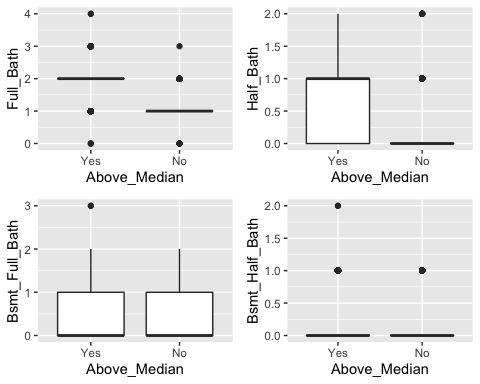 Full_Bath
4
3
2
1
0
Yes No
Above_Median
Half_Bath
2.0
1.5
1.0
0.5
0.0
Yes No
Above_Median
Bsmt_Full_Bath
3
2
1
0
Yes No
Above_Median
Bsmt_Half_Bath
2.0
1.5
1.0
0.5
0.0
Yes No
Above_Median